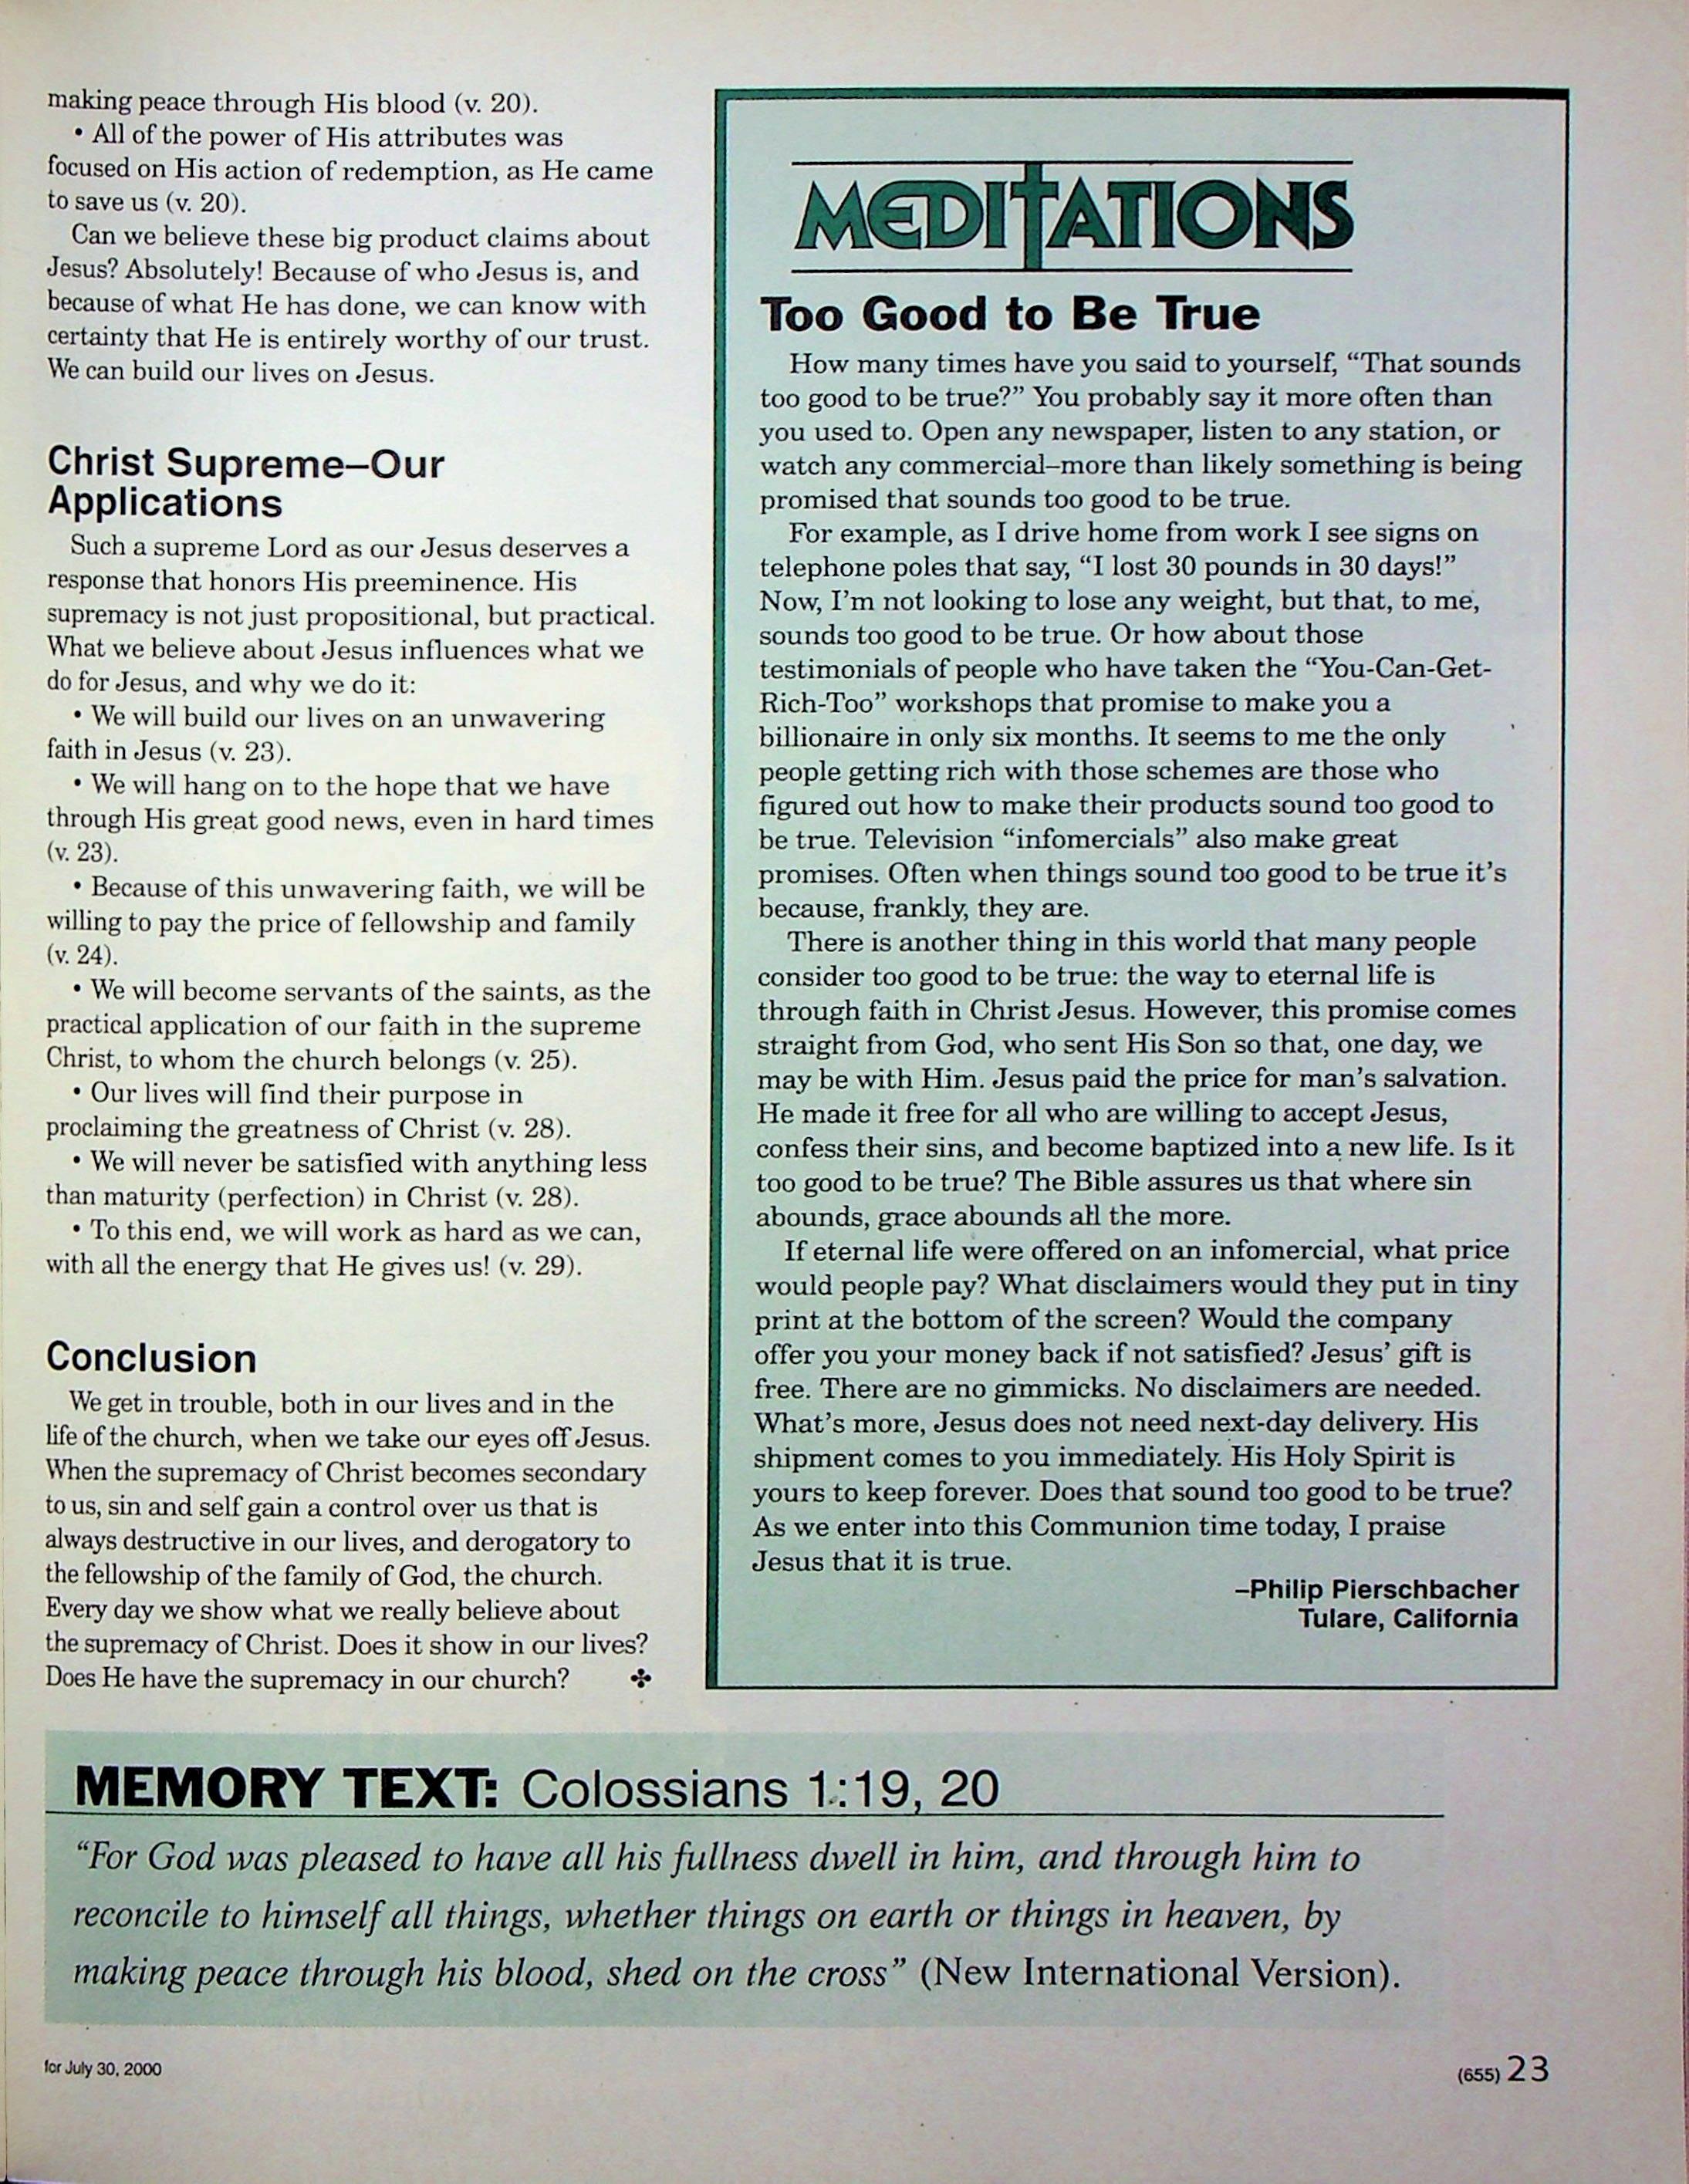 making peace through His blood (v. 20).
• All of the power of His attributes was
focused on His action of redemption, as He came
to save us (v. 20).
Can we believe these big product claims about
Jesus? Absolutely! Because of who Jesus is, and
because of what He has done, we can know with
certainty that He is entirely worthy of our trust.
We can build our lives on Jesus.
Christ Supreme–Our
Applications
Such a supreme Lord as our Jesus deserves a
response that honors His preeminence. His
supremacy is not just propositional, but practical.
What we believe about Jesus influences what we
do for Jesus, and why we do it:
• We will build our lives on an unwavering
faith in Jesus (v. 23).
• We will hang on to the hope that we have
through His great good news, even in hard times
(v. 23).
• Because of this unwavering faith, we will be
willing to pay the price of fellowship and family
(v. 24).
• We will become servants of the saints, as the
practical application of our faith in the supreme
Christ, to whom the church belongs (v. 25).
• Our lives will find their purpose in
proclaiming the greatness of Christ (v. 28).
• We will never be satisfied with anything less
than maturity (perfection) in Christ (v. 28).
• To this end, we will work as hard as we can,
with all the energy that He gives us! (v. 29).
Conclusion
We get in trouble, both in our lives and in the
life of the church, when we take our eyes off Jesus.
When the supremacy of Christ becomes secondary
to us, sin and self gain a control over us that is
always destructive in our lives, and derogatory to
the fellowship of the family of God, the church.
Every day we show what we really believe about
the supremacy of Christ. Does it show in our lives?
Does He have the supremacy in our church? ✤
MEDITATIONS
Too Good to Be True
How many times have you said to yourself, “That sounds
too good to be true?” You probably say it more often than
you used to. Open any newspaper, listen to any station, or
watch any commercial–more than likely something is being
promised that sounds too good to be true.
For example, as I drive home from work I see signs on
telephone poles that say, “I lost 30 pounds in 30 days!”
Now, I’m not looking to lose any weight, but that, to me,
sounds too good to be true. Or how about those
testimonials of people who have taken the “You-Can-Get-
Rich-Too” workshops that promise to make you a
billionaire in only six months. It seems to me the only
people getting rich with those schemes are those who
figured out how to make their products sound too good to
be true. Television “infomercials” also make great
promises. Often when things sound too good to be true it’s
because, frankly, they are.
There is another thing in this world that many people
consider too good to be true: the way to eternal life is
through faith in Christ Jesus. However, this promise comes
straight from God, who sent His Son so that, one day, we
may be with Him. Jesus paid the price for man’s salvation.
He made it free for all who are willing to accept Jesus,
confess their sins, and become baptized into a new life. Is it
too good to be true? The Bible assures us that where sin
abounds, grace abounds all the more.
If eternal life were offered on an infomercial, what price
would people pay? What disclaimers would they put in tiny
print at the bottom of the screen? Would the company
offer you your money back if not satisfied? Jesus’ gift is
free. There are no gimmicks. No disclaimers are needed.
What’s more, Jesus does not need next-day delivery. His
shipment comes to you immediately. His Holy Spirit is
yours to keep forever. Does that sound too good to be true?
As we enter into this Communion time today, I praise
Jesus that it is true.
–Philip Pierschbacher
Tulare, California
MEMORY TEXT: Colossians 1:19, 20
“For God was pleased to have all his fullness dwell in him, and through him to
reconcile to himself all things, whether things on earth or things in heaven, by
making peace through his blood, shed on the cross” (New International Version).
for July 30, 2000
(655) 23